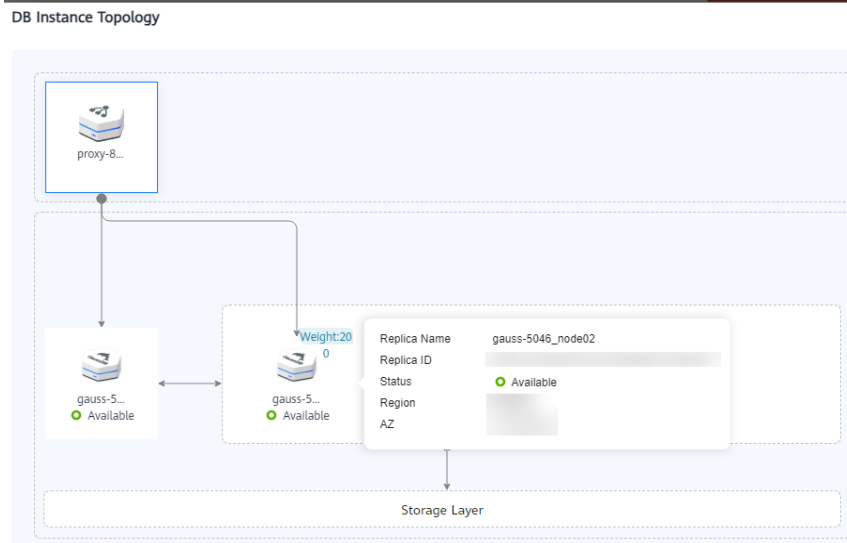 DB Instance Topology
proxy-8...
Weight:20
0
gauss-5...
Available
gauss-5...
Available
Replica Name gauss-5046_node02
Replica ID
Status Available
Region
AZ
Storage Layer